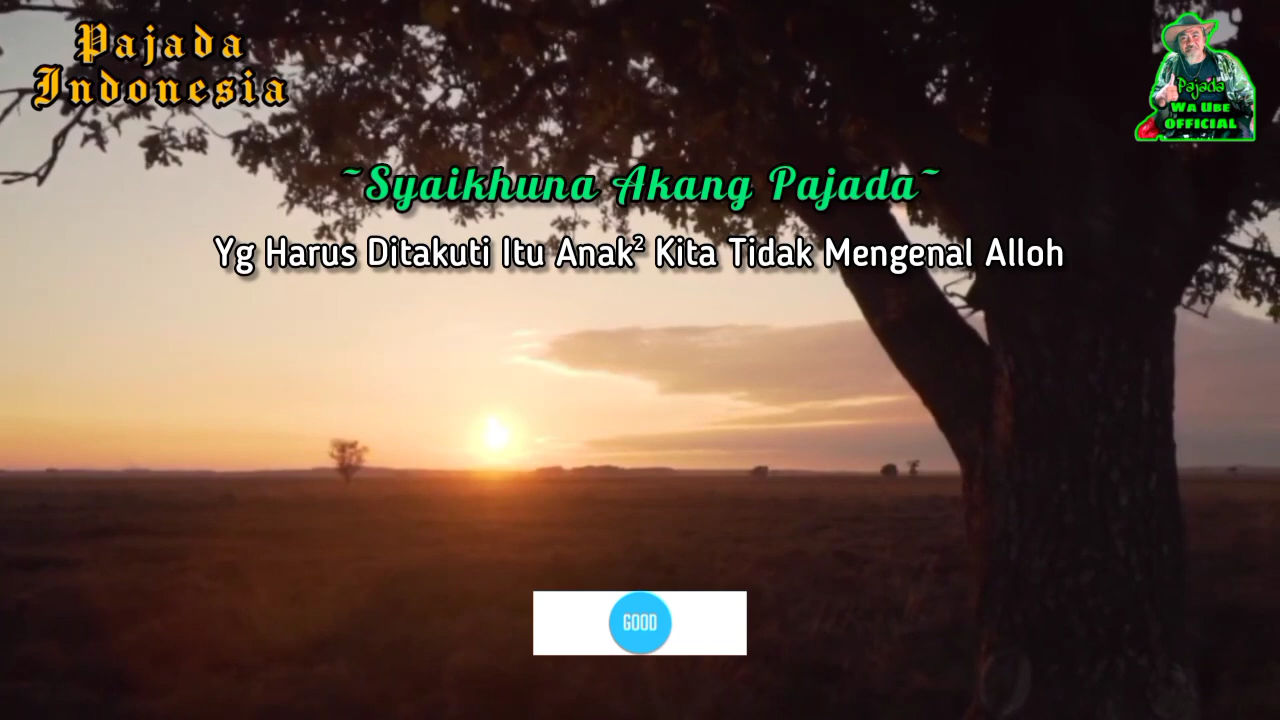 Pajada
Indonesia
Pajada
Wa Ube
OFFICIAL
~Syaikhuna Akang Pajada~
Yg Harus Ditakuti Itu Anak² Kita Tidak Mengenal Alloh
GOOD